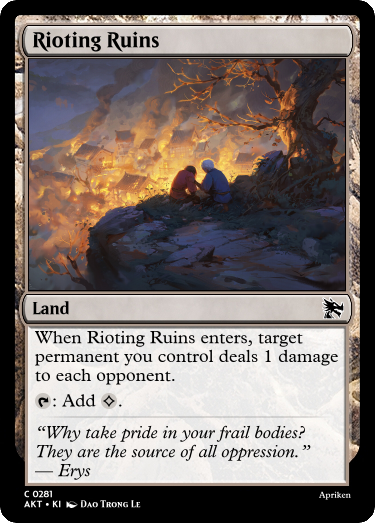 Rioting Ruins
Land
When Rioting Ruins enters, target
permanent you control deals 1 damage
to each opponent.
: Add .
“Why take pride in your frail bodies?
They are the source of all oppression.”
— Erys
C 0281
AKT • KI Dao Trong Le
Apriken